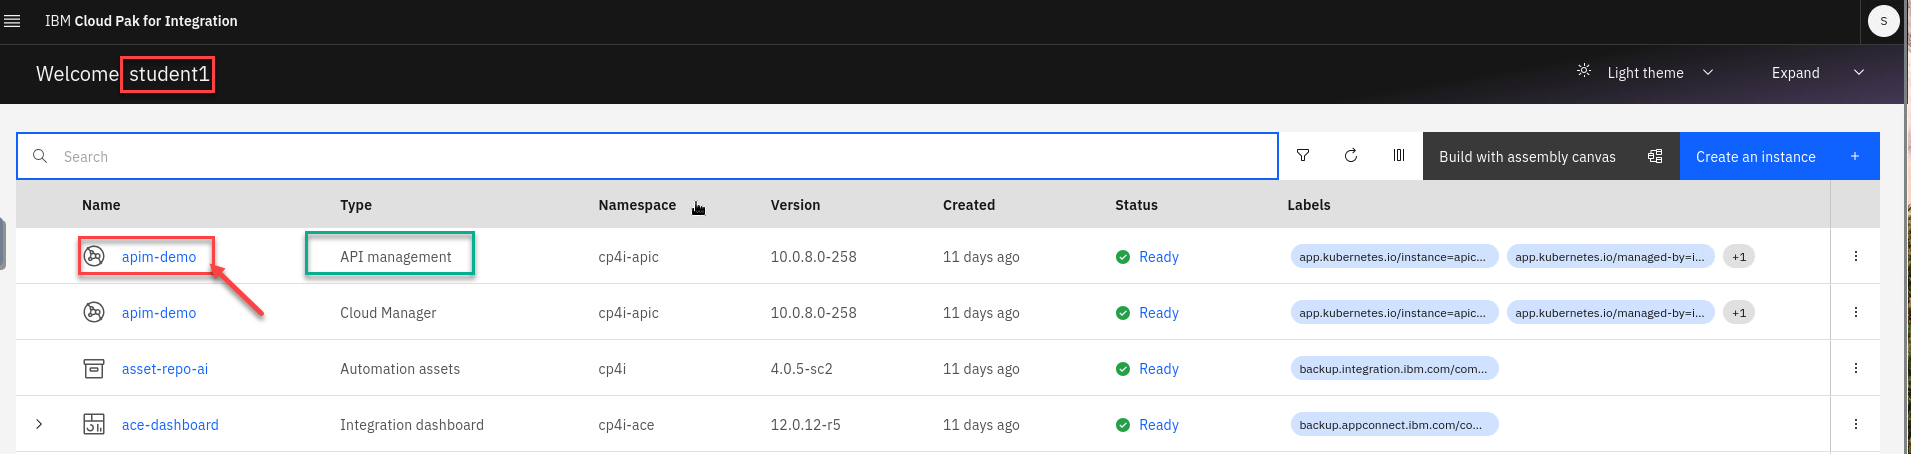 IBM Cloud Pak for Integration
S
Welcome student1
Light theme
Expand
Search
Build with assembly canvas
Create an instance +
Name Type Namespace Version Created Status Labels
apim-demo API management cp4i-apic 10.0.8.0-258 11 days ago Ready app.kubernetes.io/instance=apic... app.kubernetes.io/managed-by=i... +1
apim-demo Cloud Manager cp4i-apic 10.0.8.0-258 11 days ago Ready app.kubernetes.io/instance=apic... app.kubernetes.io/managed-by=i... +1
asset-repo-ai Automation assets cp4i 4.0.5-sc2 11 days ago Ready backup.integration.ibm.com/com...
ace-dashboard Integration dashboard cp4i-ace 12.0.12-r5 11 days ago Ready backup.appconnect.ibm.com/co...